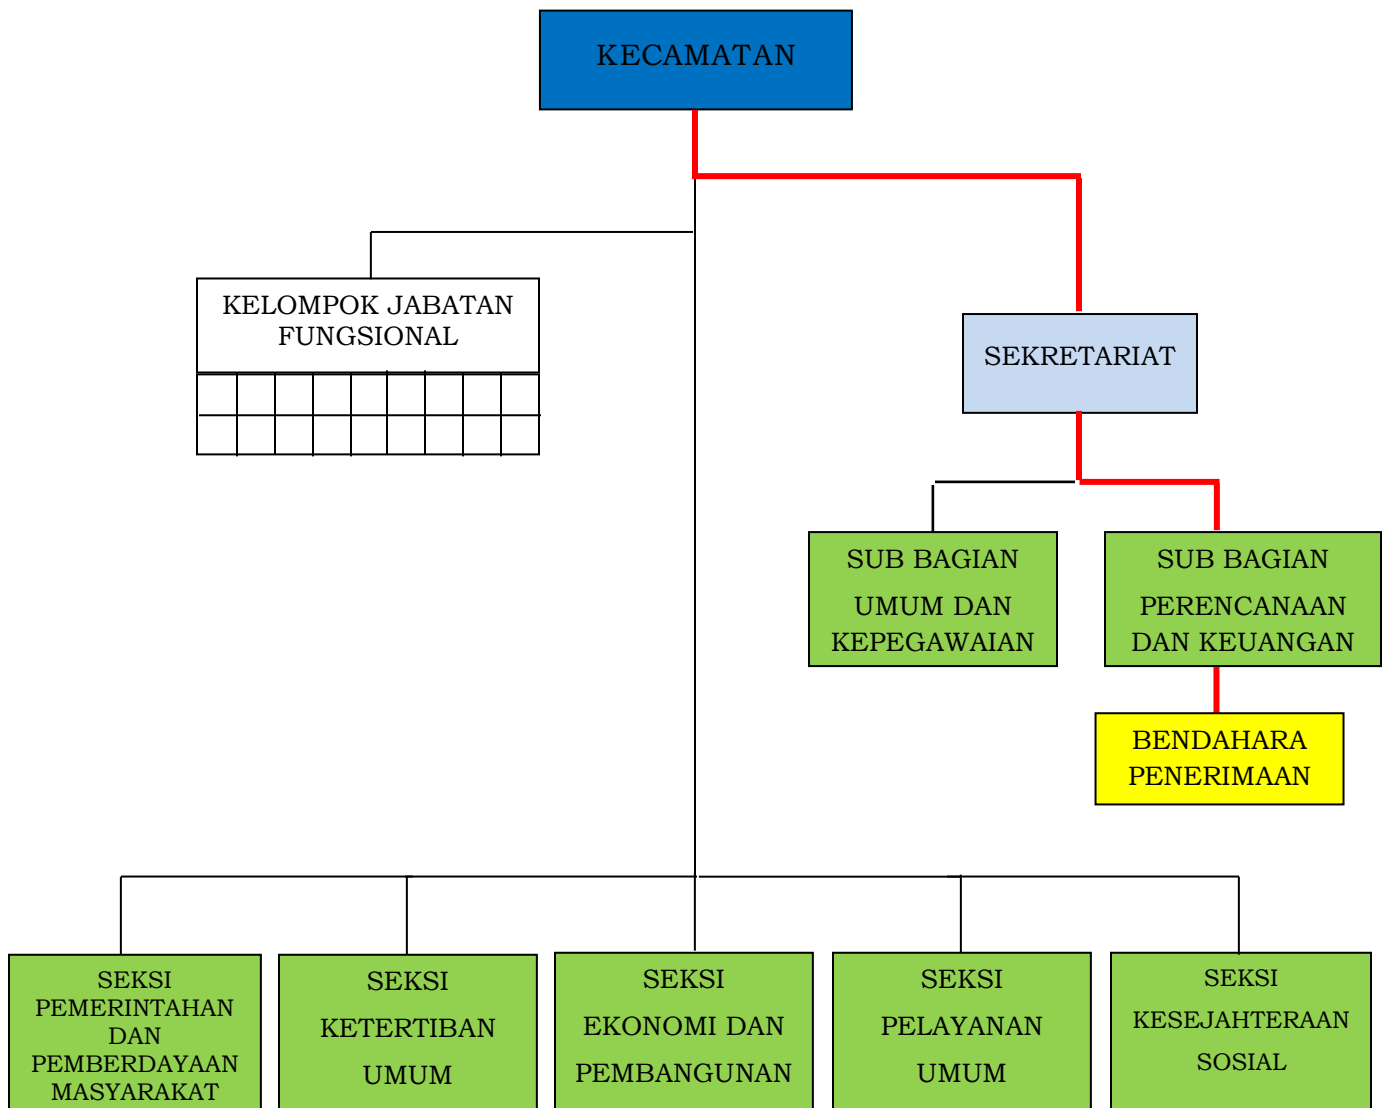 KECAMATAN
KELOMPOK JABATAN
FUNGSIONAL
SEKRETARIAT
SUB BAGIAN
UMUM DAN
KEPEGAWAIAN
SUB BAGIAN
PERENCANAAN
DAN KEUANGAN
BENDAHARA
PENERIMAAN
SEKSI
PEMERINTAHAN
DAN
PEMBERDAYAAN
MASYARAKAT
SEKSI
KETERTIBAN
UMUM
SEKSI
EKONOMI DAN
PEMBANGUNAN
SEKSI
PELAYANAN
UMUM
SEKSI
KESEJAHTERAAN
SOSIAL